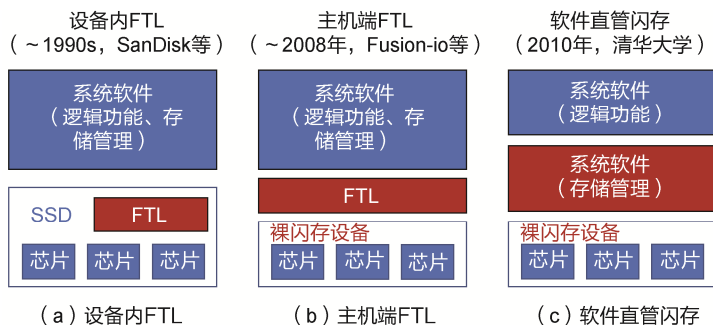 设备内FTL
（~1990s，SanDisk等）
系统软件
（逻辑功能、存
储管理）
SSD
FTL
芯片 芯片 芯片
（a）设备内FTL
主机端FTL
（~2008年，Fusion-io等）
系统软件
（逻辑功能、存
储管理）
FTL
裸闪存设备
芯片 芯片 芯片
（b）主机端FTL
软件直管闪存
（2010年，清华大学）
系统软件
（逻辑功能）
系统软件
（存储管理）
裸闪存设备
芯片 芯片 芯片
（c）软件直管闪存